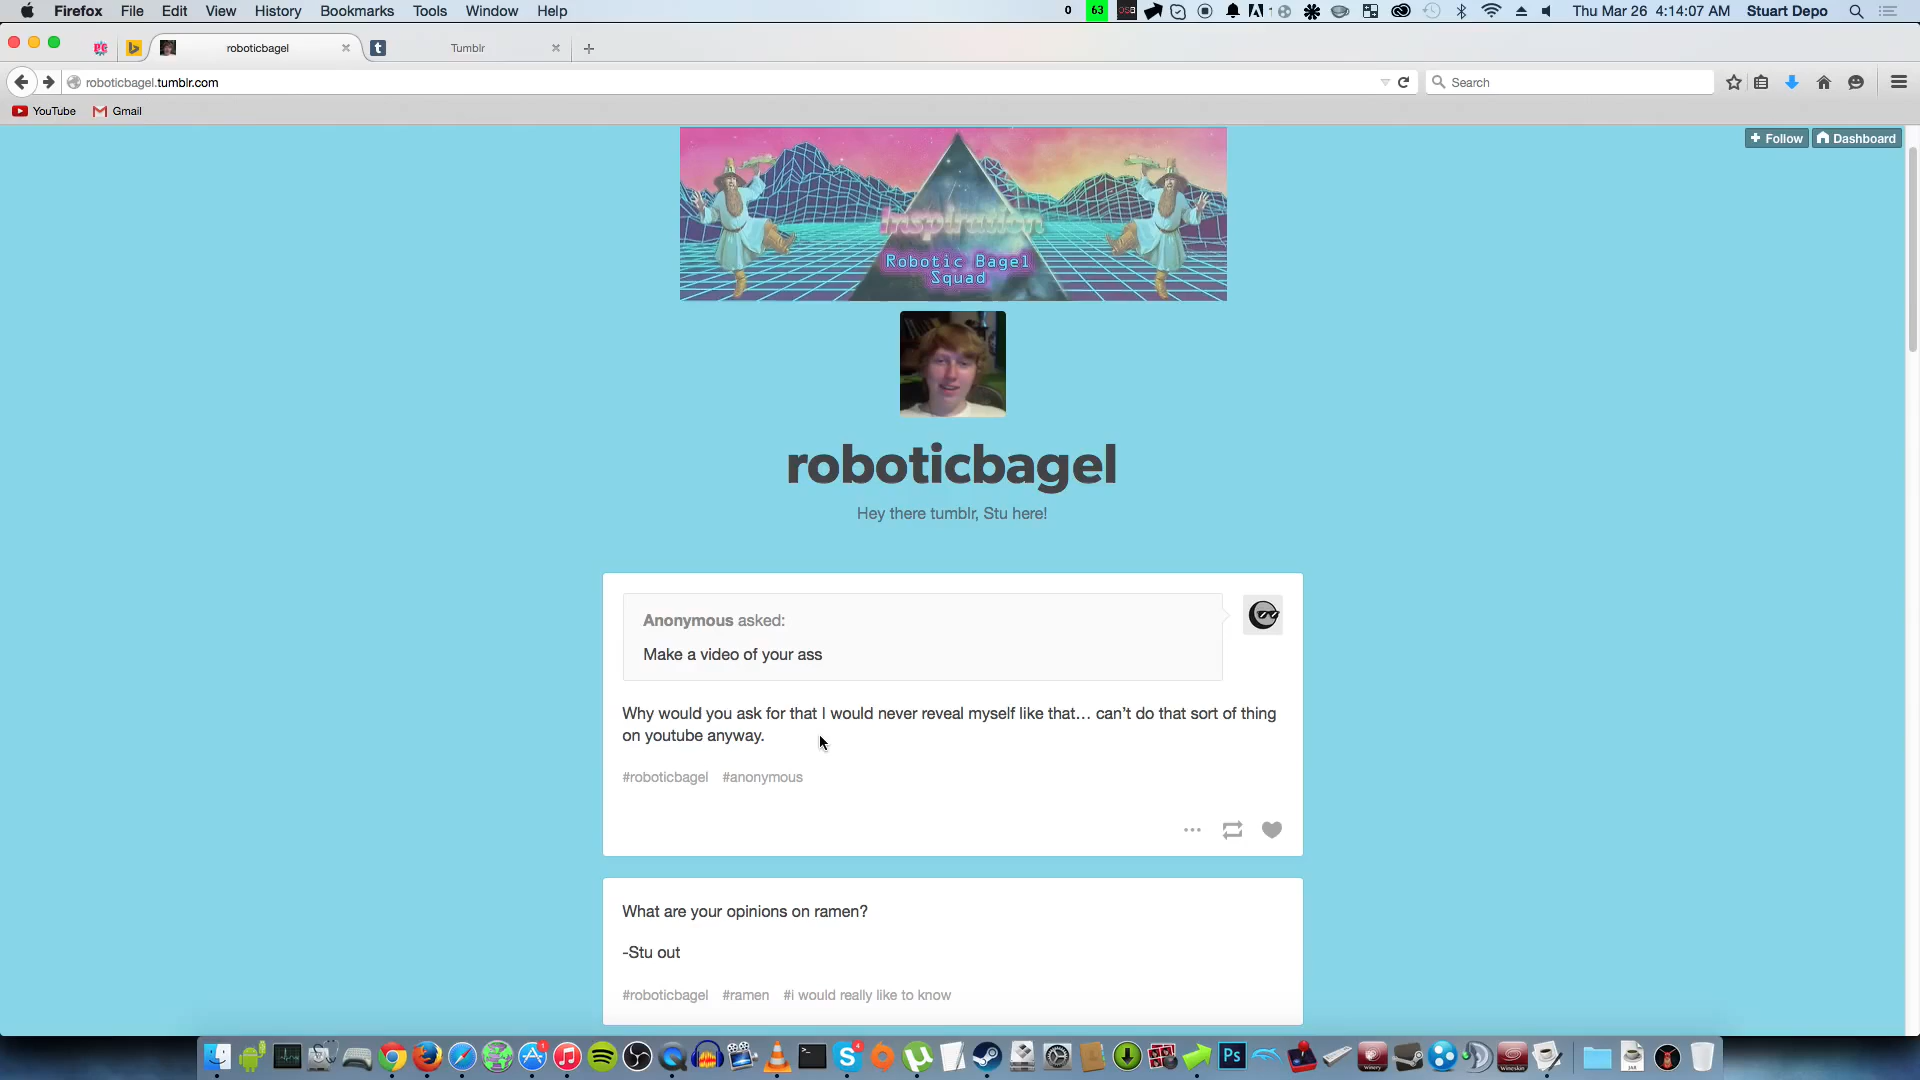 Firefox File Edit View History Bookmarks Tools Window Help 0 63 Thu Mar 26 4:14:07 AM Stuart Depo
roboticbagel Tumblr
roboticbagel.tumblr.com Search
YouTube Gmail
Follow Dashboard
Inspiration
Robotic Bagel
Squad
roboticbagel
Hey there tumblr, Stu here!
Anonymous asked:
Make a video of your ass
Why would you ask for that I would never reveal myself like that… can’t do that sort of thing
on youtube anyway.
#roboticbagel #anonymous
What are your opinions on ramen?
-Stu out
#roboticbagel #ramen #i would really like to know